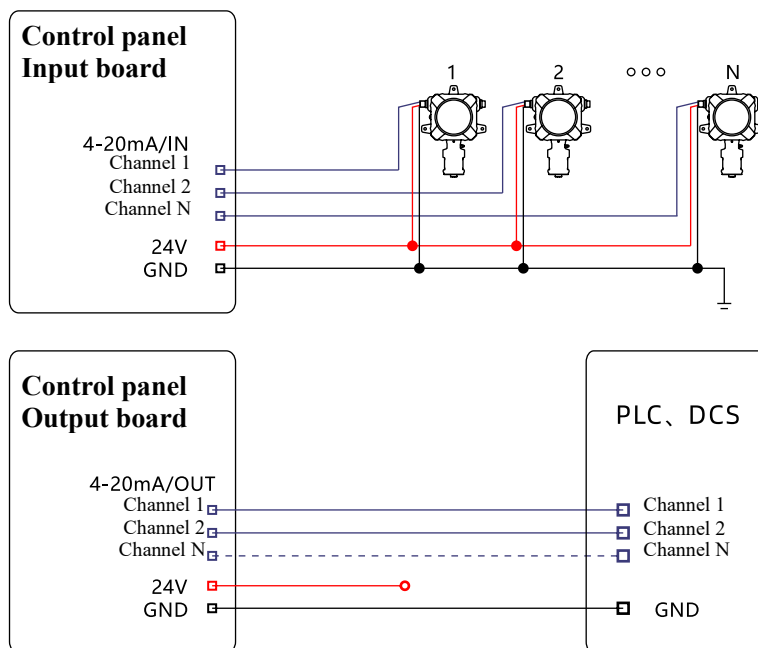 Control panel
Input board
1
2
N
4-20mA/IN
Channel 1
Channel 2
Channel N
24V
GND
Control panel
Output board
PLC、DCS
4-20mA/OUT
Channel 1
Channel 1
Channel 2
Channel 2
Channel N
Channel N
24V
GND
GND